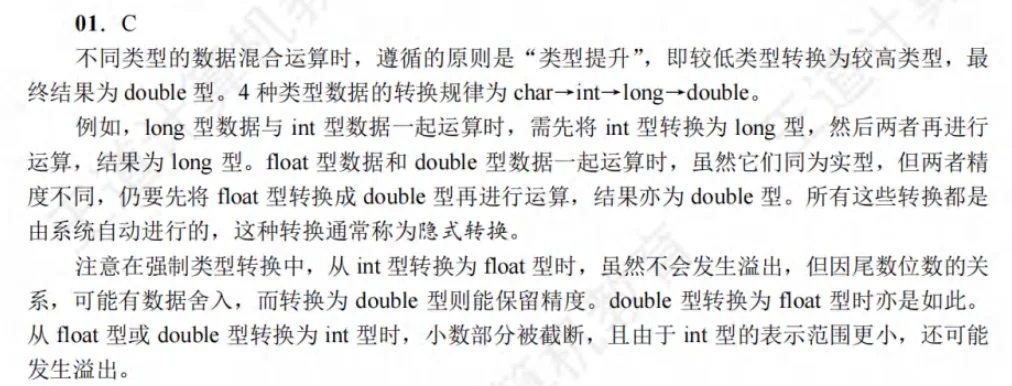 01. C
不同类型的数据混合运算时，遵循的原则是“类型提升”，即较低类型转换为较高类型，最
终结果为 double 型。4 种类型数据的转换规律为 char→int→long→double。
例如，long 型数据与 int 型数据一起运算时，需先将 int 型转换为 long 型，然后两者再进行
运算，结果为 long 型。float 型数据和 double 型数据一起运算时，虽然它们同为实型，但两者精
度不同，仍要先将 float 型转换成 double 型再进行运算，结果亦为 double 型。所有这些转换都是
由系统自动进行的，这种转换通常称为隐式转换。
注意在强制类型转换中，从 int 型转换为 float 型时，虽然不会发生溢出，但因尾数位数的关
系，可能有数据舍入，而转换为 double 型则能保留精度。double 型转换为 float 型时亦是如此。
从 float 型或 double 型转换为 int 型时，小数部分被截断，且由于 int 型的表示范围更小，还可能
发生溢出。